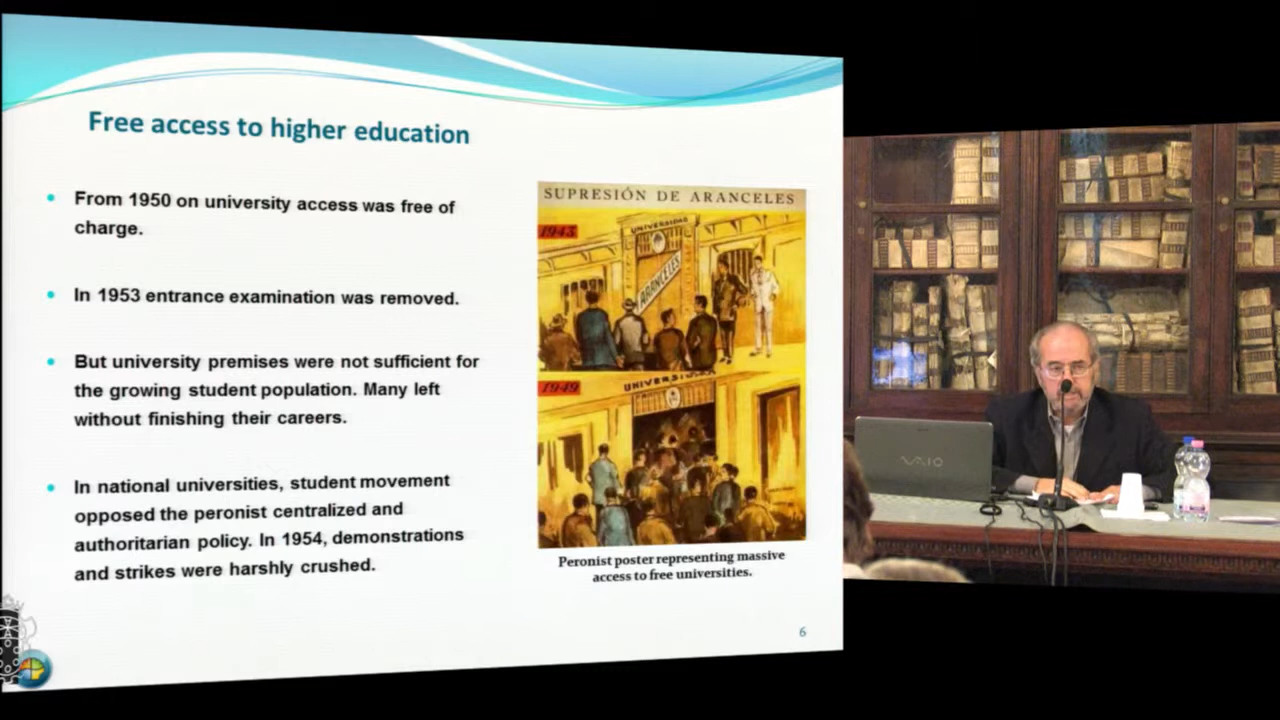 Free access to higher education
From 1950 on university access was free of
charge.
In 1953 entrance examination was removed.
But university premises were not sufficient for
the growing student population. Many left
without finishing their careers.
In national universities, student movement
opposed the peronist centralized and
authoritarian policy. In 1954, demonstrations
and strikes were harshly crushed.
SUPRESIÓN DE ARANCELES
1943
UNIVERSIDAD
ARANCELES
1949
Peronist poster representing massive
access to free universities.
6
VAIO